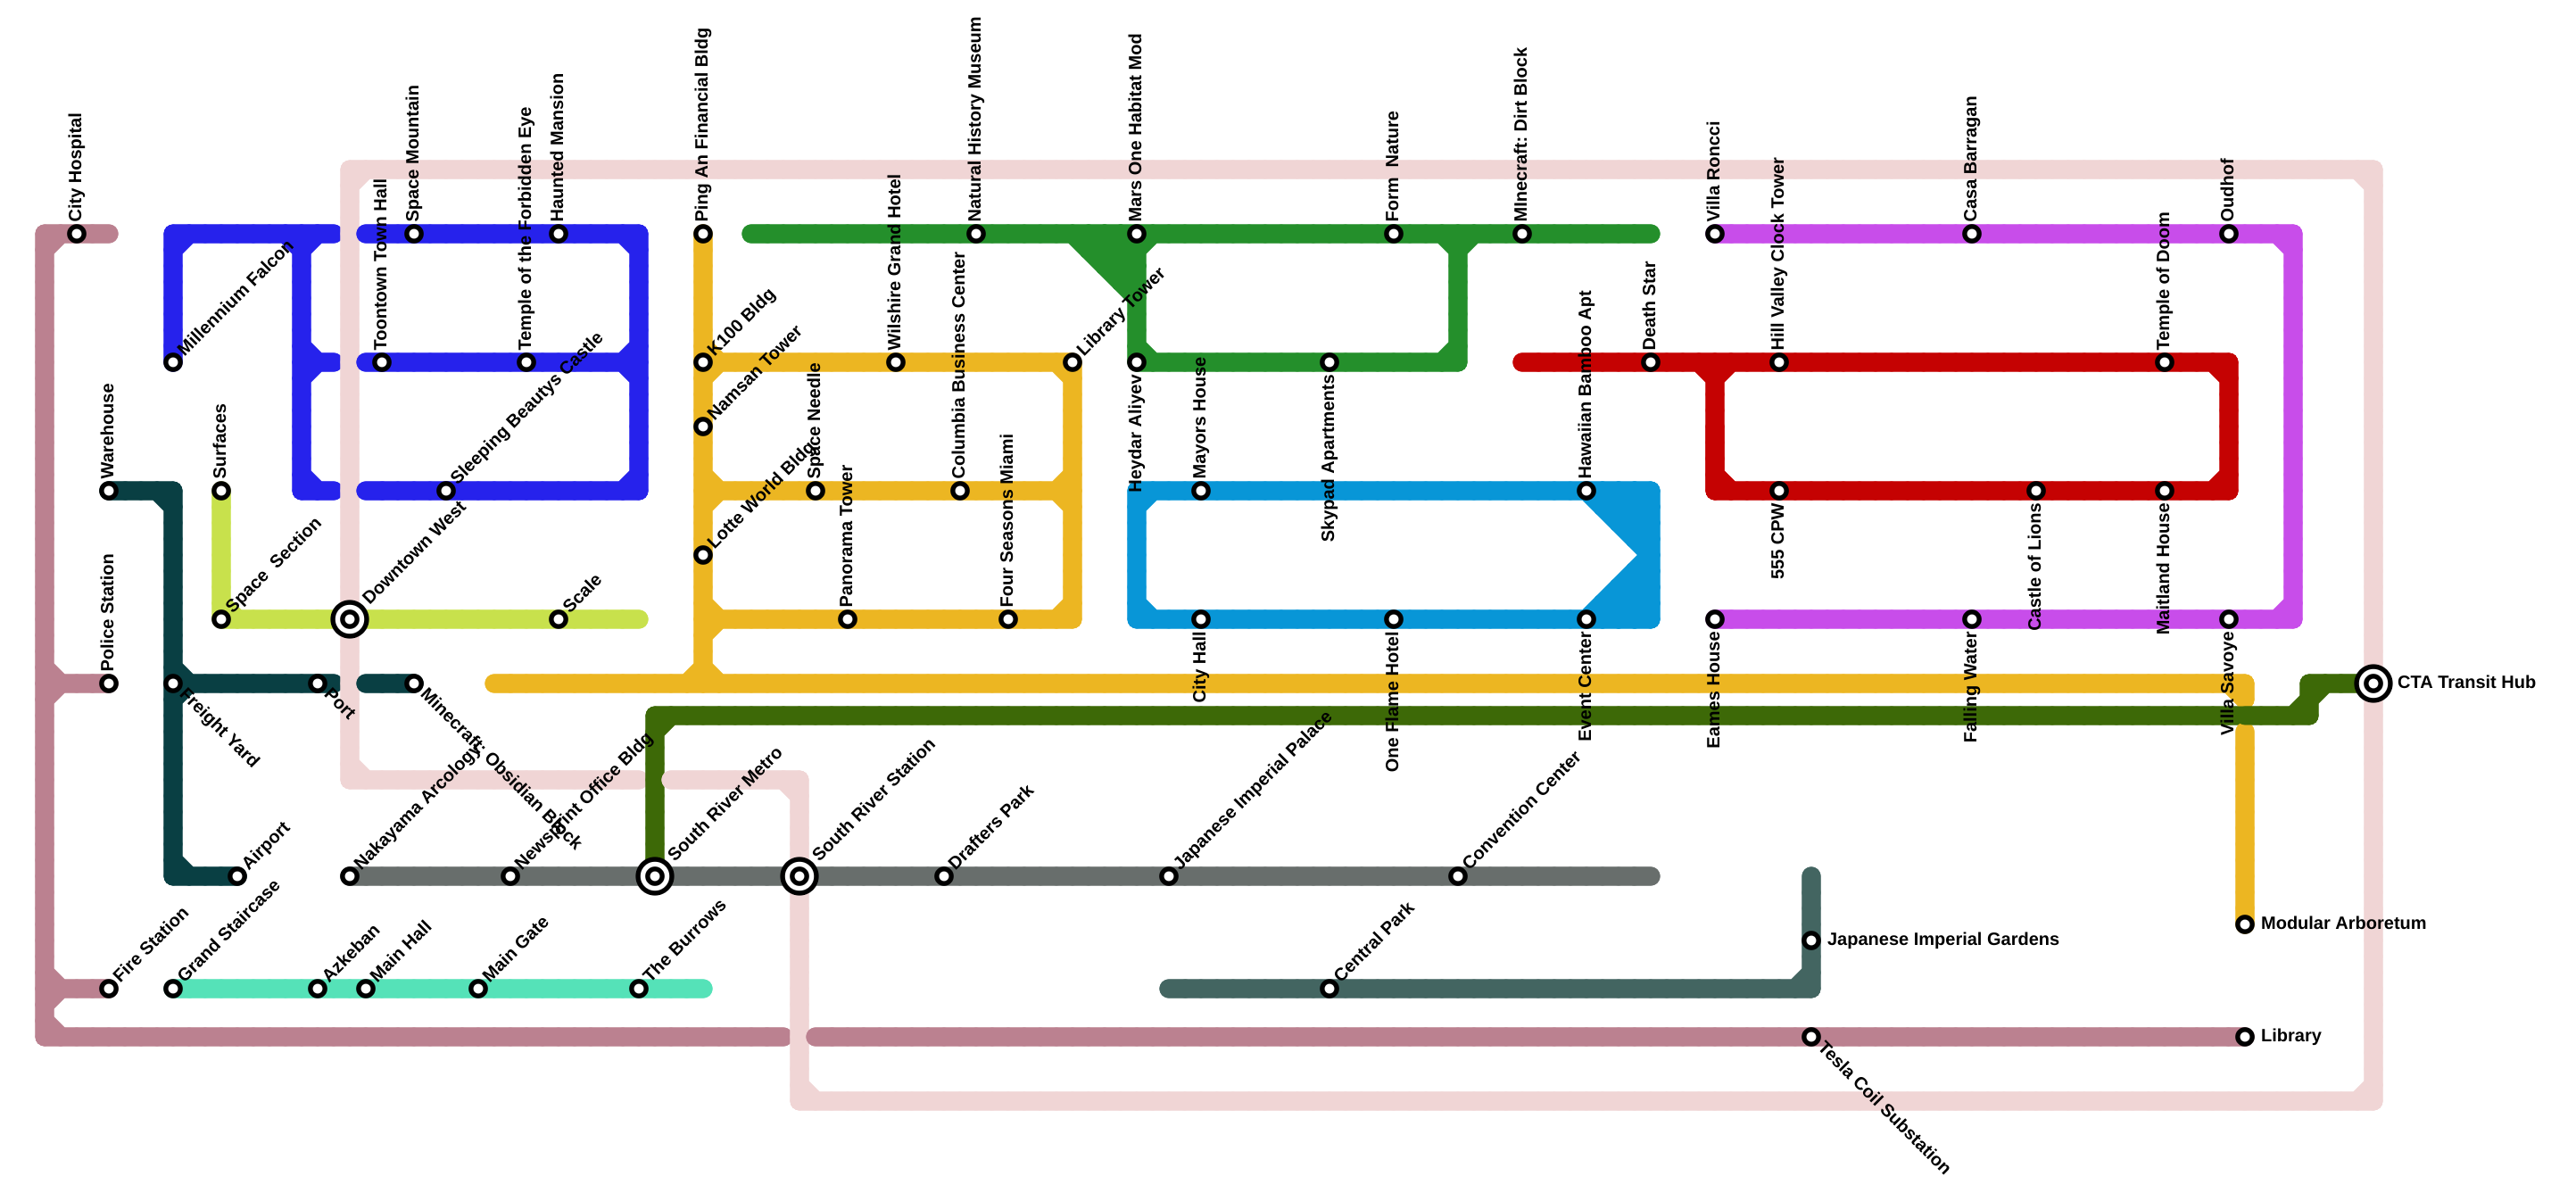 City Hospital
Space Mountain
Haunted Mansion
Ping An Financial Bldg
Natural History Museum
Mars One Habitat Mod
Form  Nature
MInecraft: Dirt Block
Villa Roncci
Casa Barragan
Oudhof
Millennium Falcon
Toontown Town Hall
Temple of the Forbidden Eye
K100 Bldg
Wilshire Grand Hotel
Library Tower
Heydar Aliyev
Skypad Apartments
Death Star
Hill Valley Clock Tower
Temple of Doom
Namsan Tower
Warehouse
Surfaces
Sleeping Beautys Castle
Space Needle
Columbia Business Center
Mayors House
Hawaiian Bamboo Apt
555 CPW
Castle of Lions
Maitland House
Lotte World Bldg
Space  Section
Downtown West
Scale
Panorama Tower
Four Seasons Miami
City Hall
One Flame Hotel
Event Center
Eames House
Falling Water
Villa Savoye
Police Station
Freight Yard
Port
Minecraft: Obsidian Block
CTA Transit Hub
Airport
Nakayama Arcology
Newsprint Office Bldg
South River Metro
South River Station
Drafters Park
Japanese Imperial Palace
Convention Center
Modular Arboretum
Japanese Imperial Gardens
Fire Station
Grand Staircase
Azkeban
Main Hall
Main Gate
The Burrows
Central Park
Tesla Coil Substation
Library